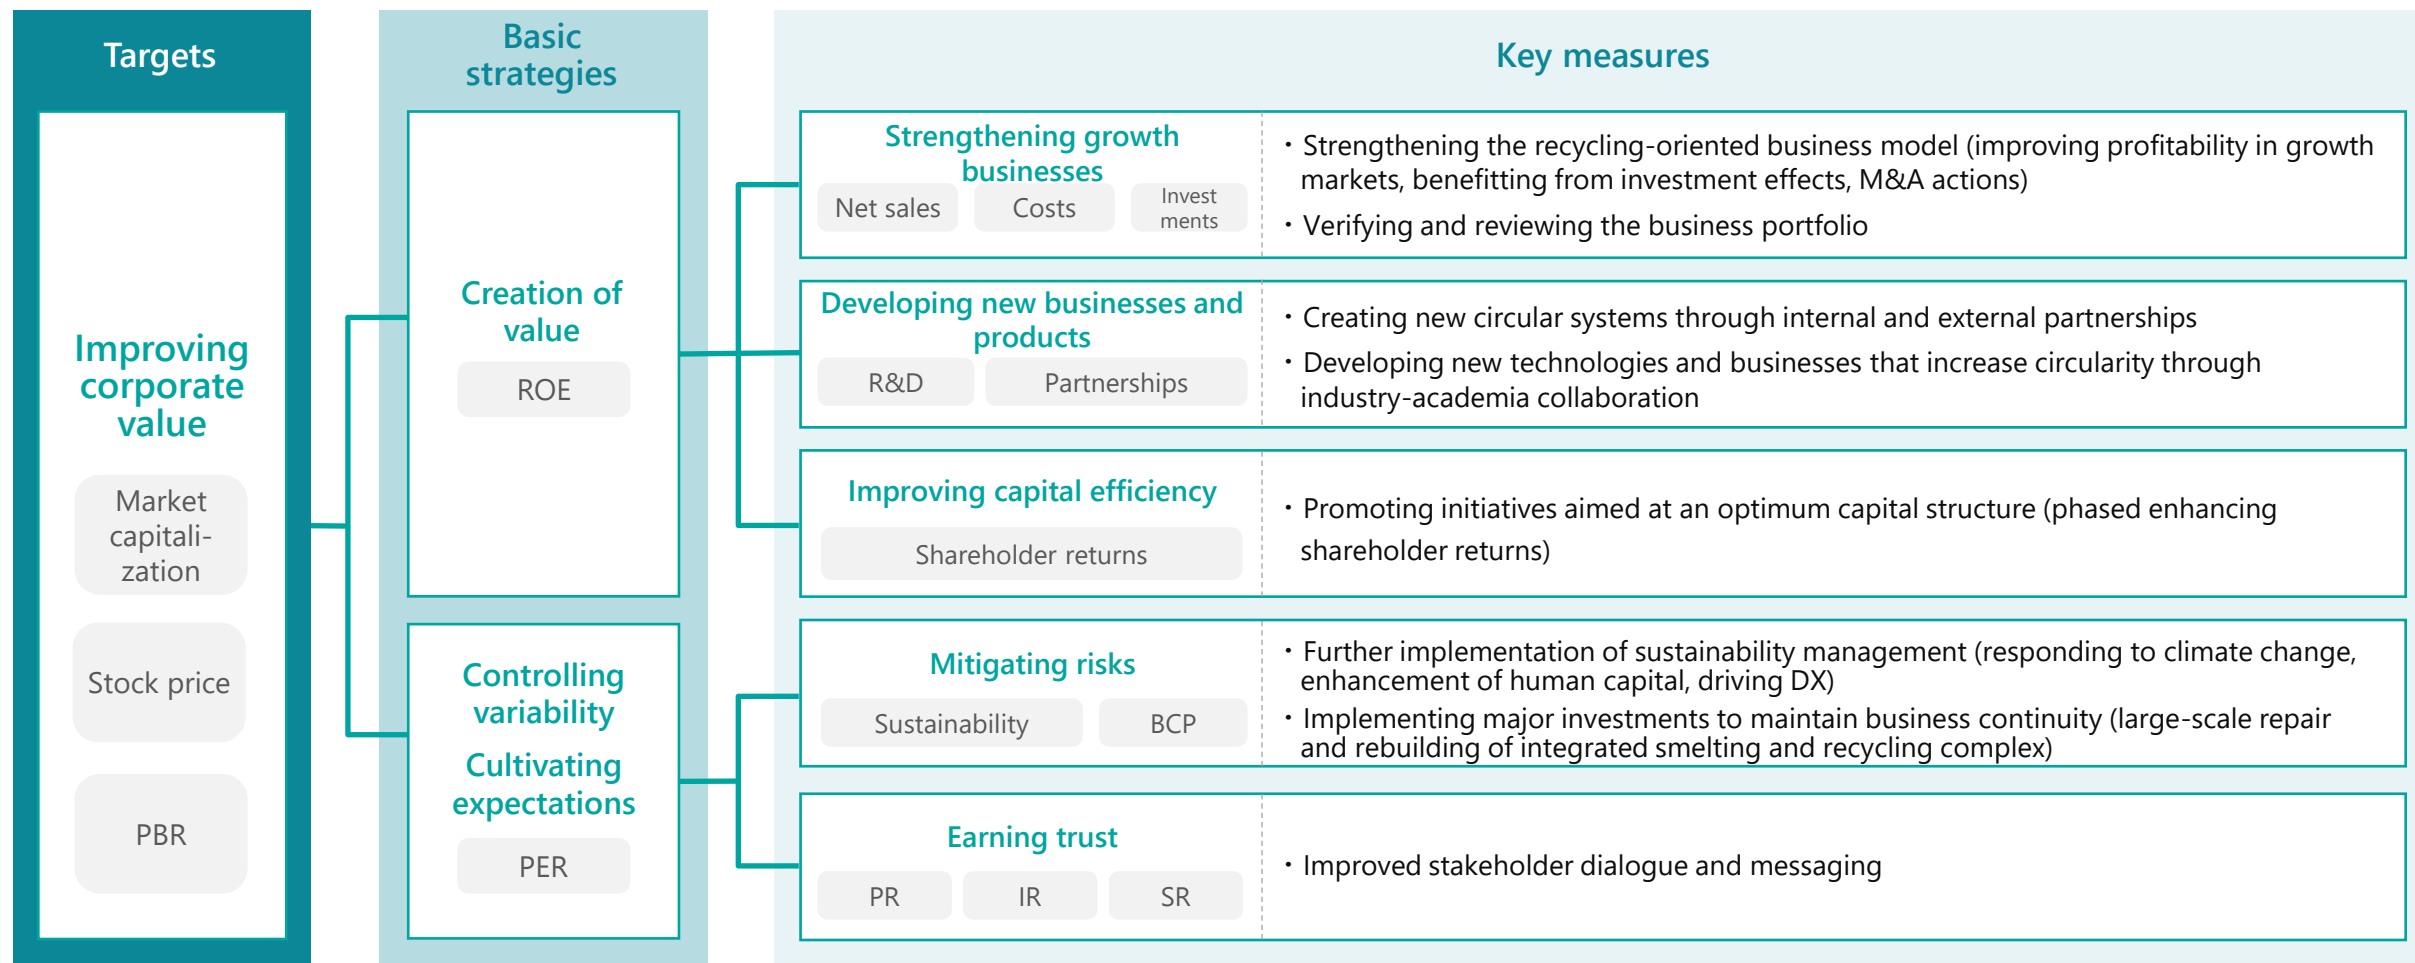 Targets
Basic
strategies
Key measures
Improving
corporate
value
Market
capitali-
zation
Stock price
PBR
Creation of
value
ROE
Controlling
variability
Cultivating
expectations
PER
Strengthening growth
businesses
Net sales
Costs
Invest
ments
・Strengthening the recycling-oriented business model (improving profitability in growth
markets, benefitting from investment effects, M&A actions)
・Verifying and reviewing the business portfolio
Developing new businesses and
products
R&D
Partnerships
・Creating new circular systems through internal and external partnerships
・Developing new technologies and businesses that increase circularity through
industry-academia collaboration
Improving capital efficiency
Shareholder returns
・Promoting initiatives aimed at an optimum capital structure (phased enhancing
shareholder returns)
Mitigating risks
Sustainability
BCP
・Further implementation of sustainability management (responding to climate change,
enhancement of human capital, driving DX)
・Implementing major investments to maintain business continuity (large-scale repair
and rebuilding of integrated smelting and recycling complex)
Earning trust
PR
IR
SR
・Improved stakeholder dialogue and messaging